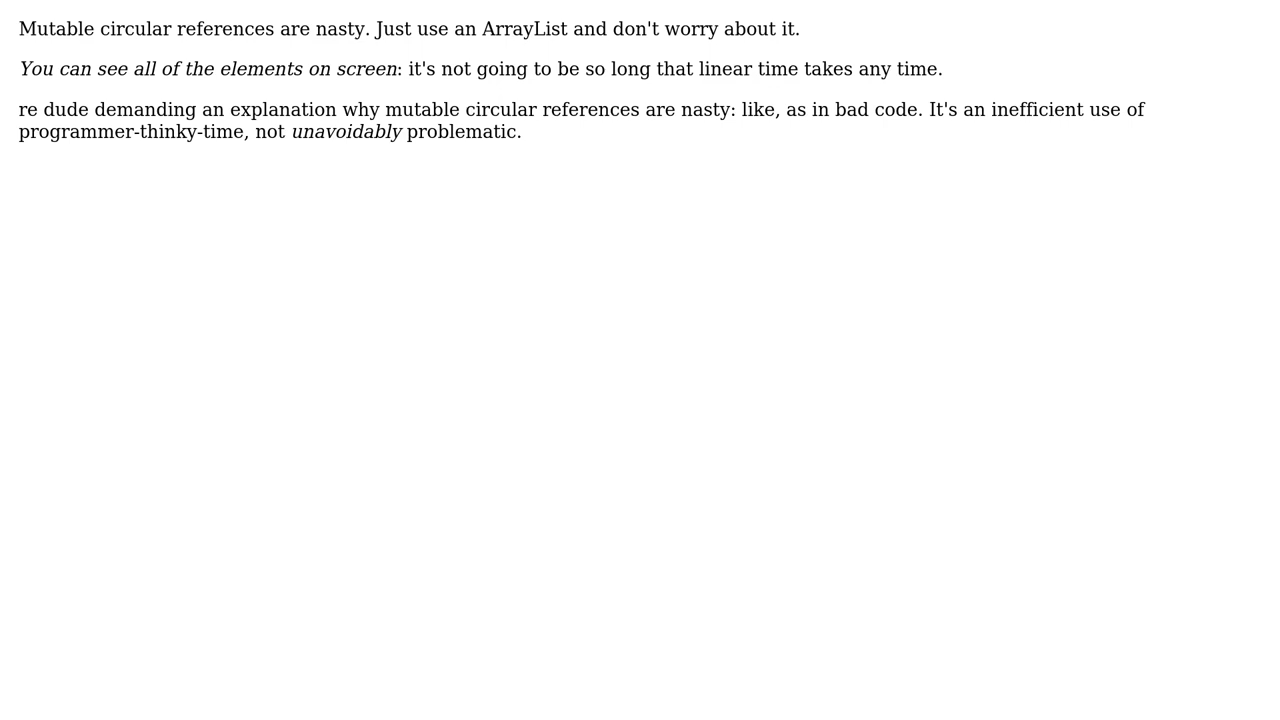 Mutable circular references are nasty. Just use an ArrayList and don't worry about it.
You can see all of the elements on screen: it's not going to be so long that linear time takes any time.
re dude demanding an explanation why mutable circular references are nasty: like, as in bad code. It's an inefficient use of
programmer-thinky-time, not unavoidably problematic.